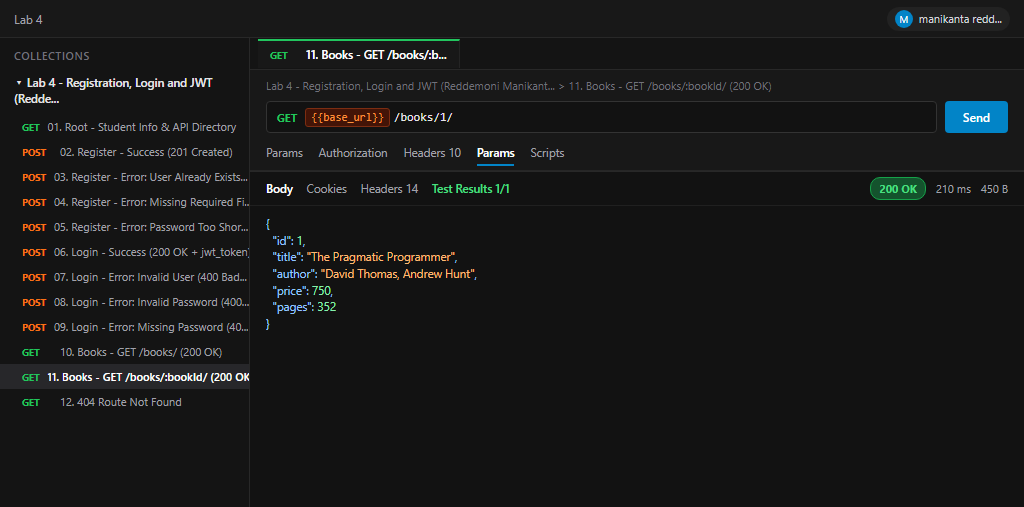 Lab 4
M manikanta redd...
COLLECTIONS
Lab 4 - Registration, Login and JWT
(Redde...
GET 01. Root - Student Info & API Directory
POST 02. Register - Success (201 Created)
POST 03. Register - Error: User Already Exists...
POST 04. Register - Error: Missing Required Fi...
POST 05. Register - Error: Password Too Shor...
POST 06. Login - Success (200 OK + jwt_token)
POST 07. Login - Error: Invalid User (400 Bad...
POST 08. Login - Error: Invalid Password (400...
POST 09. Login - Error: Missing Password (40...
GET 10. Books - GET /books/ (200 OK)
GET 11. Books - GET /books/:bookId/ (200 OK
GET 12. 404 Route Not Found
GET 11. Books - GET /books/:b...
Lab 4 - Registration, Login and JWT (Reddemoni Manikant... > 11. Books - GET /books/:bookId/ (200 OK)
GET {{base_url}} /books/1/
Send
Params Authorization Headers 10 Params Scripts
Body Cookies Headers 14 Test Results 1/1
200 OK 210 ms 450 B
{
"id": 1,
"title": "The Pragmatic Programmer",
"author": "David Thomas, Andrew Hunt",
"price": 750,
"pages": 352
}